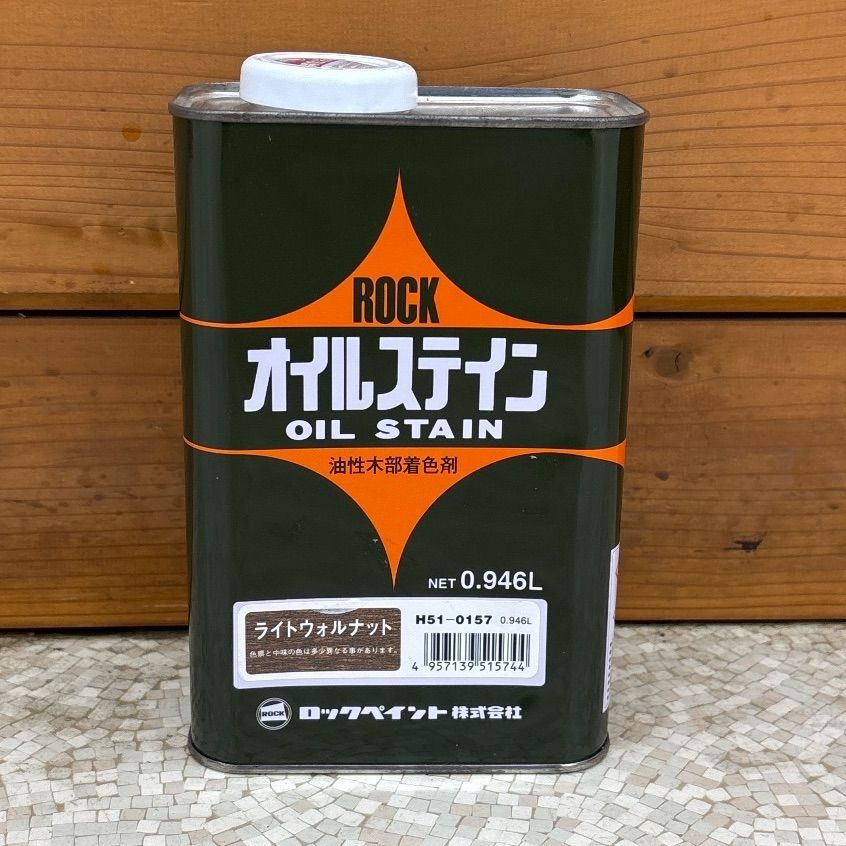 ROCK
オイルステイン
OIL STAIN
油性木部着色剤
NET 0.946L
ライトウォルナット
色票と中味の色は多少異なる事があります。
H51-0157 0.946L
4 957139 515744
ROCK ロックペイント株式会社